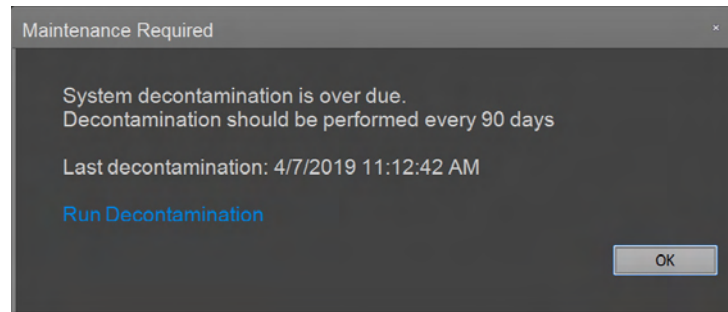 Maintenance Required
System decontamination is over due.
Decontamination should be performed every 90 days
Last decontamination: 4/7/2019 11:12:42 AM
Run Decontamination
OK